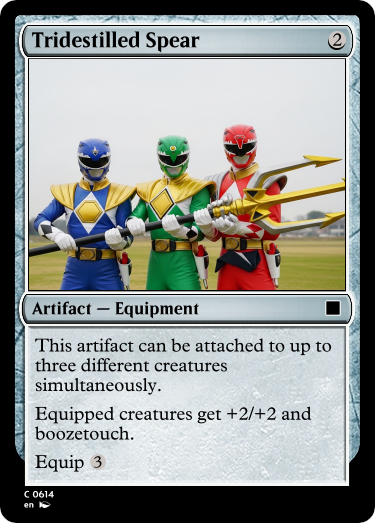 Tridestilled Spear 2
Artifact — Equipment
This artifact can be attached to up to
three different creatures
simultaneously.
Equipped creatures get +2/+2 and
boozetouch.
Equip 3
C 0614
en